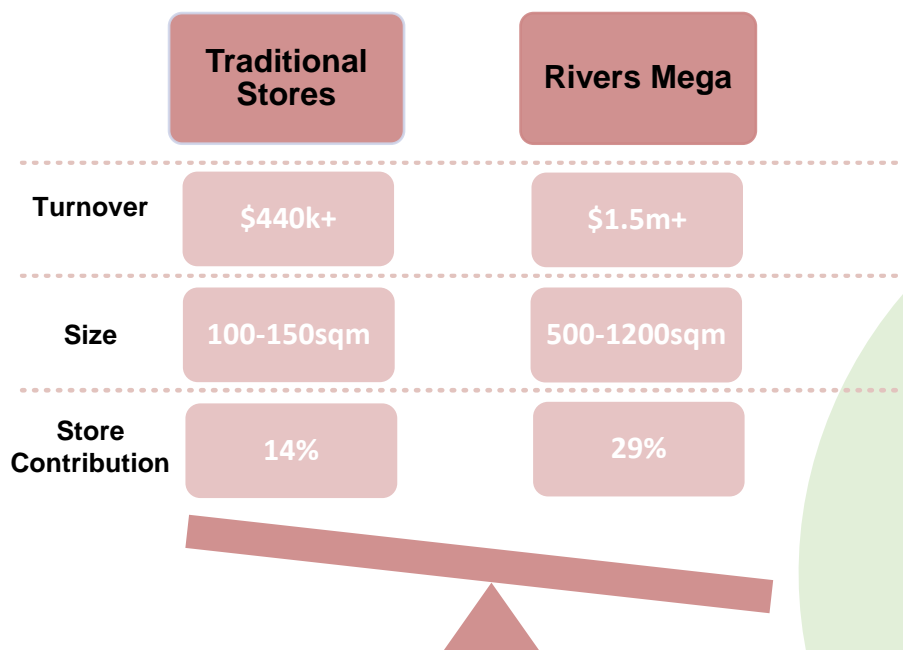 Traditional
Stores
Rivers Mega
Turnover
$440k+
$1.5m+
Size
100-150sqm
500-1200sqm
Store
Contribution
14%
29%